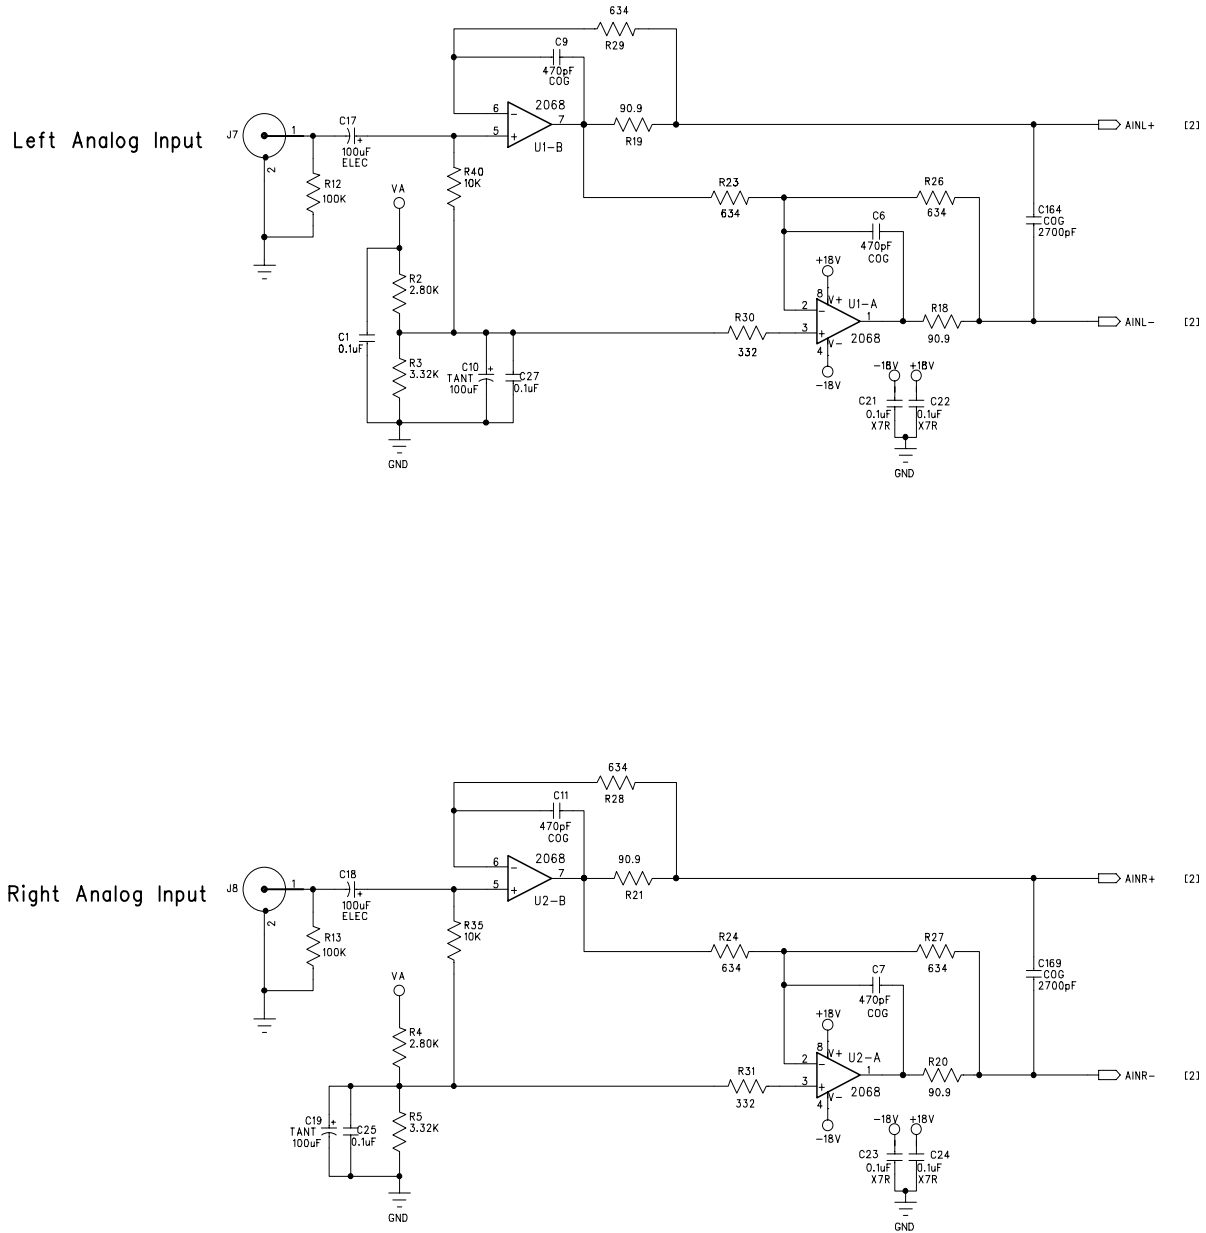 634
R29
C9
470pF
COG
2068
6
7
5
U1-B
90.9
R19
Left Analog Input
J7
1
2
C17
100uF
ELEC
R12
100K
R40
10K
VA
AINL+ [2]
R23
634
R26
634
C6
470pF
COG
C164
COG
2700pF
+18V
8
V+
U1-A
2
3
1
4
V-
2068
-18V
R2
2.80K
C1
0.1uF
R3
3.32K
C10
TANT
100uF
C27
0.1uF
R30
332
R18
90.9
AINL- [2]
-18V +18V
C21
0.1uF
X7R
C22
0.1uF
X7R
GND
GND
634
R28
C11
470pF
COG
2068
6
7
5
U2-B
90.9
R21
Right Analog Input
J8
1
2
C18
100uF
ELEC
R13
100K
R35
10K
VA
AINR+ [2]
R24
634
R27
634
C7
470pF
COG
C169
COG
2700pF
+18V
8
V+
U2-A
2
3
1
4
V-
2068
-18V
R4
2.80K
R5
3.32K
C19
TANT
100uF
C25
0.1uF
R31
332
R20
90.9
AINR- [2]
-18V +18V
C23
0.1uF
X7R
C24
0.1uF
X7R
GND
GND